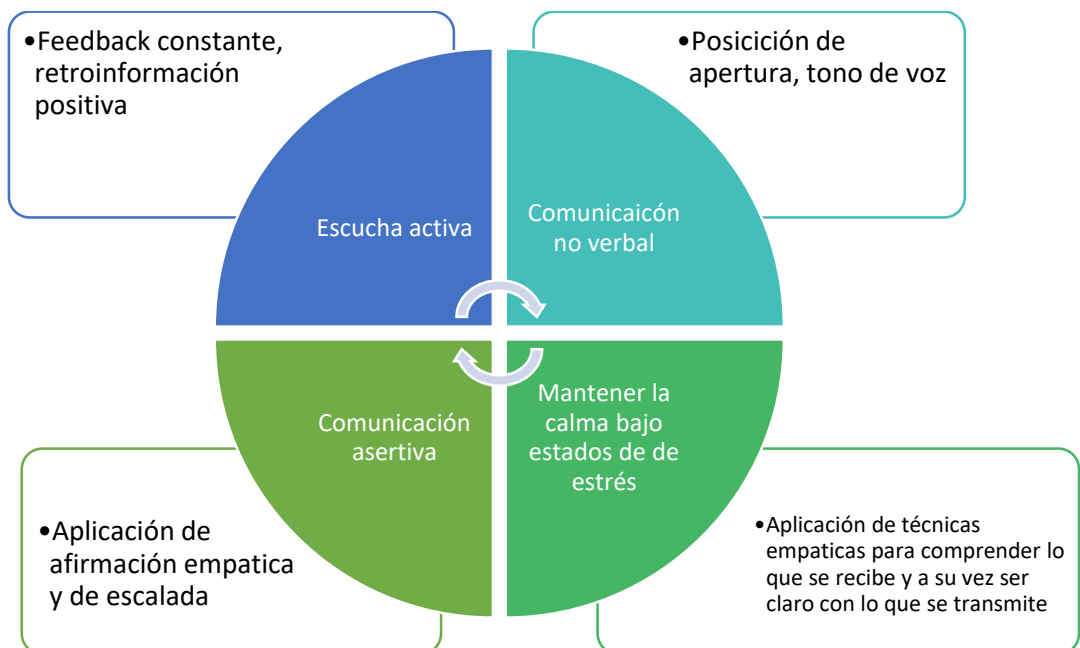 •Feedback constante,
retroinformación
positiva
•Posicición de
apertura, tono de voz
Escucha activa
Comunicaicón
no verbal
Comunicación
asertiva
Mantener la
calma bajo
estados de de
estrés
•Aplicación de
afirmación empatica
y de escalada
•Aplicación de técnicas
empaticas para comprender lo
que se recibe y a su vez ser
claro con lo que se transmite